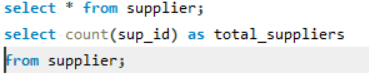 select * from supplier;
select count(sup_id) as total_suppliers
from supplier;